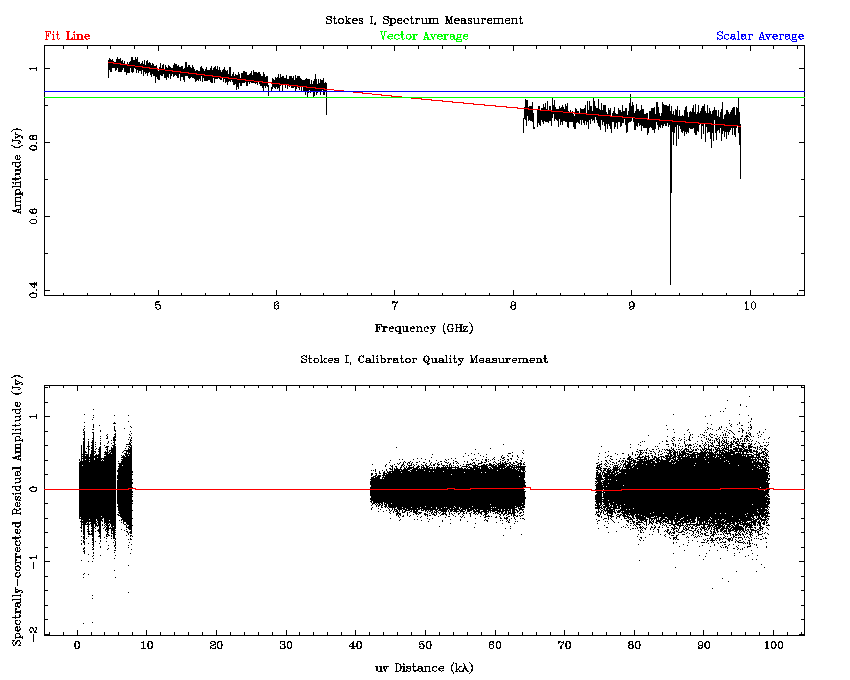 Stokes I, Spectrum Measurement
Fit Line Vector Average Scalar Average
1
0.8
0.6
0.4
Amplitude (Jy)
5 6 7 8 9 10
Frequency (GHz)
Stokes I, Calibrator Quality Measurement
1
0
-1
-2
Spectrally-corrected Residual Amplitude (Jy)
0 10 20 30 40 50 60 70 80 90 100
uv Distance (kλ)